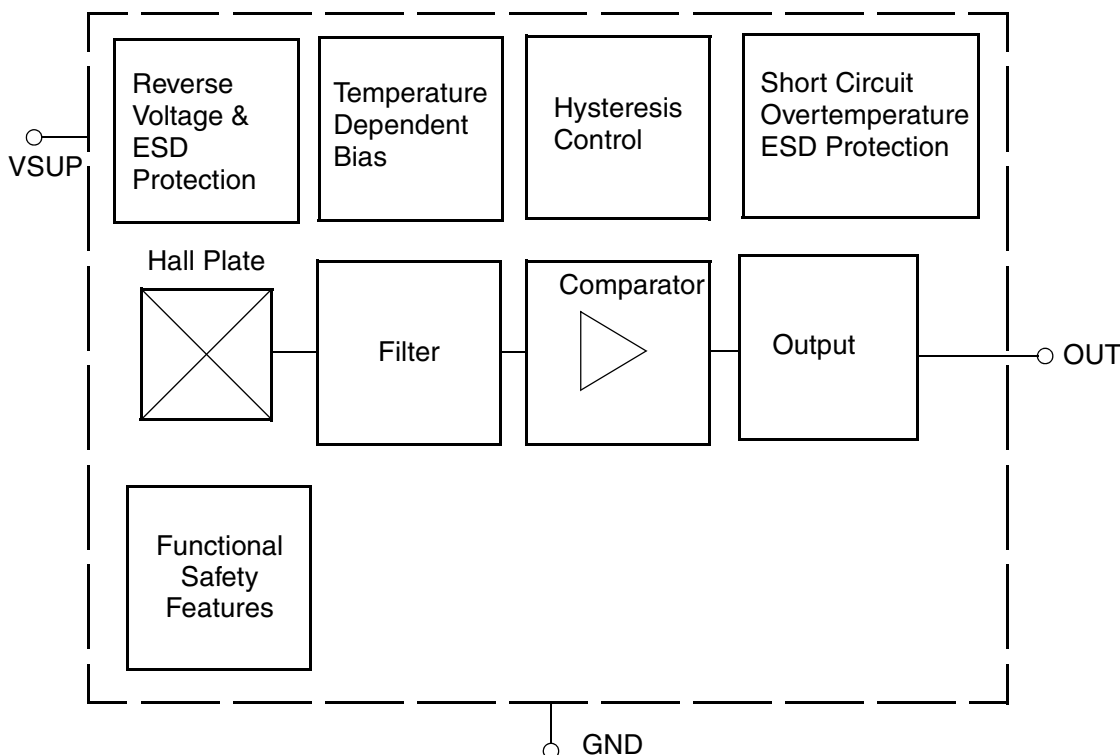 Reverse
Voltage &
ESD
Protection
Temperature
Dependent
Bias
Hysteresis
Control
Short Circuit
Overtemperature
ESD Protection
VSUP
Hall Plate
Filter
Comparator
Output
OUT
Functional
Safety
Features
GND